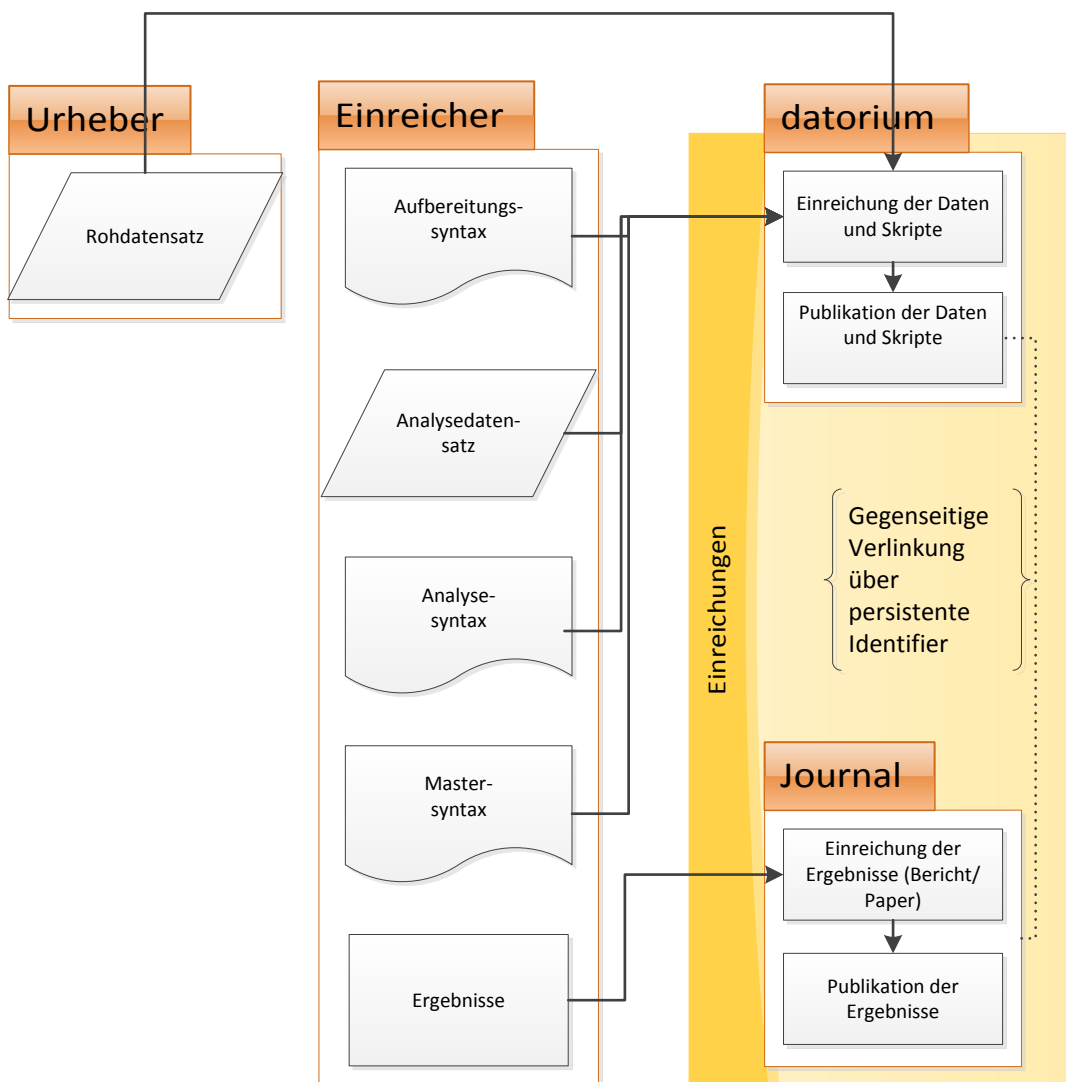 Urheber
Rohdatensatz
Einreicher
Aufbereitungs-
syntax
Analysedaten-
satz
Analyse-
syntax
Master-
syntax
Ergebnisse
Einreichungen
datorium
Einreichung der Daten
und Skripte
Publikation der Daten
und Skripte
Gegenseitige
Verlinkung
über
persistente
Identifier
Journal
Einreichung der
Ergebnisse (Bericht/
Paper)
Publikation der
Ergebnisse